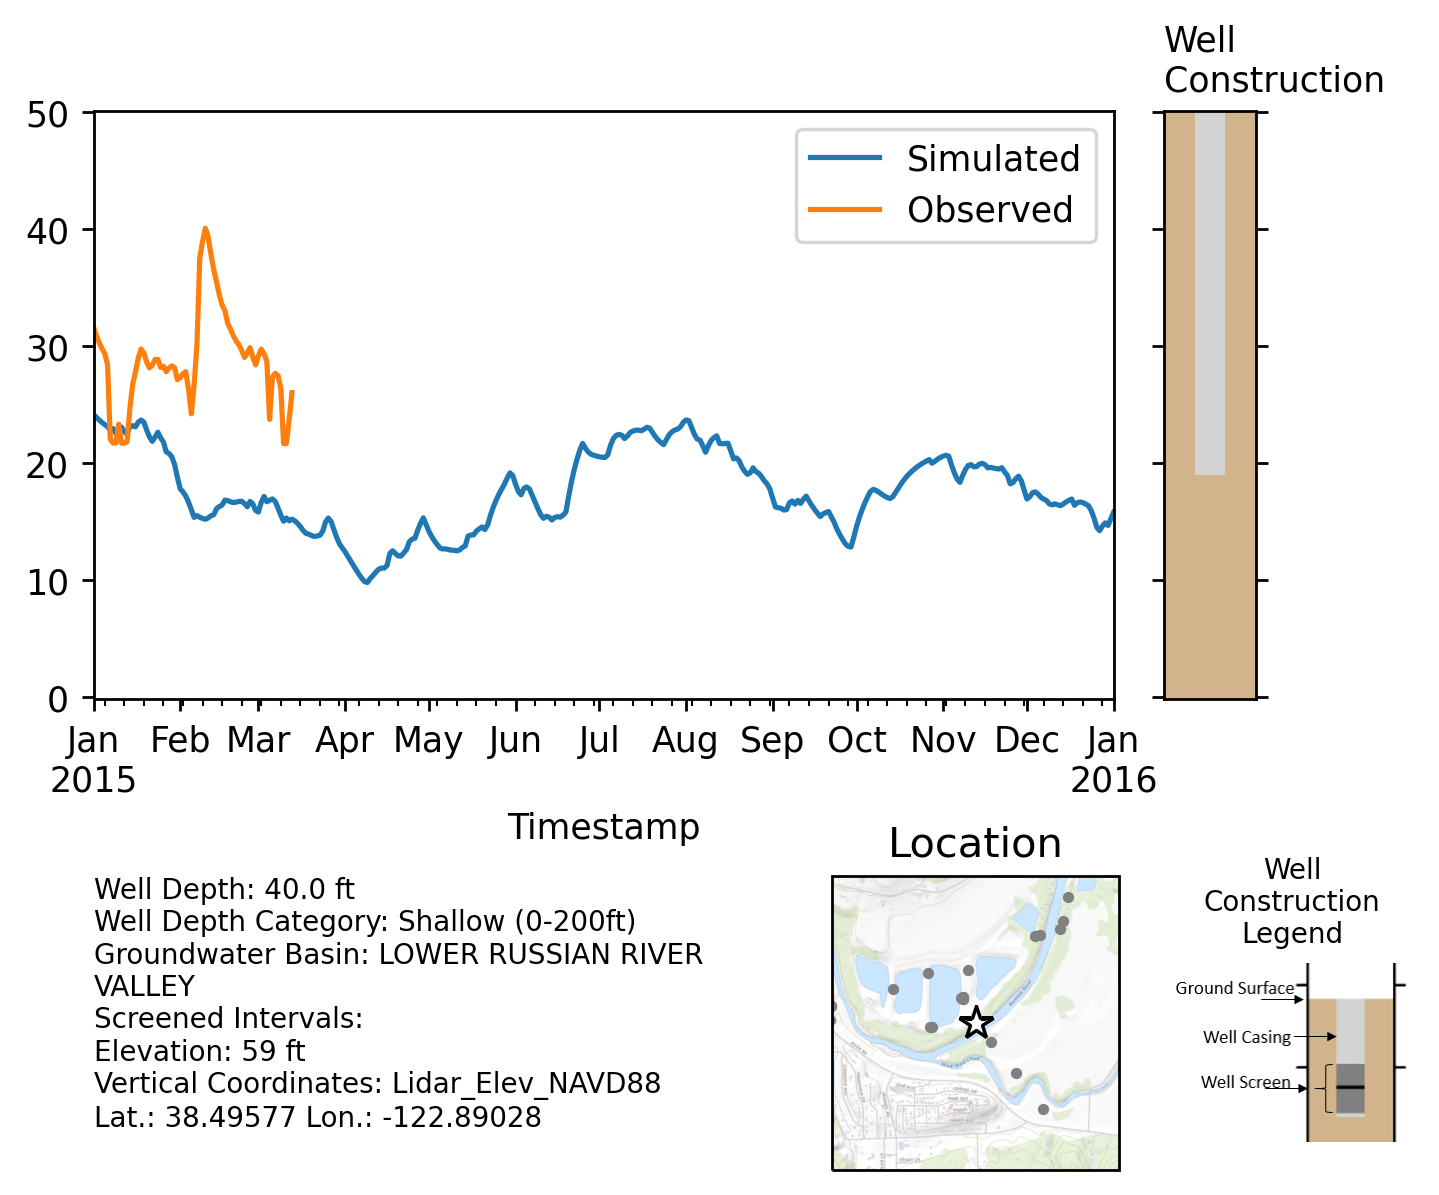 Well
Construction
50
40
30
20
10
0
Simulated
Observed
Jan Feb Mar Apr May Jun Jul Aug Sep Oct Nov Dec Jan
2015 2016
Timestamp
Well Depth: 40.0 ft
Well Depth Category: Shallow (0-200ft)
Groundwater Basin: LOWER RUSSIAN RIVER
VALLEY
Screened Intervals:
Elevation: 59 ft
Vertical Coordinates: Lidar_Elev_NAVD88
Lat.: 38.49577 Lon.: -122.89028
Location
Well
Construction
Legend
Ground Surface
Well Casing
Well Screen